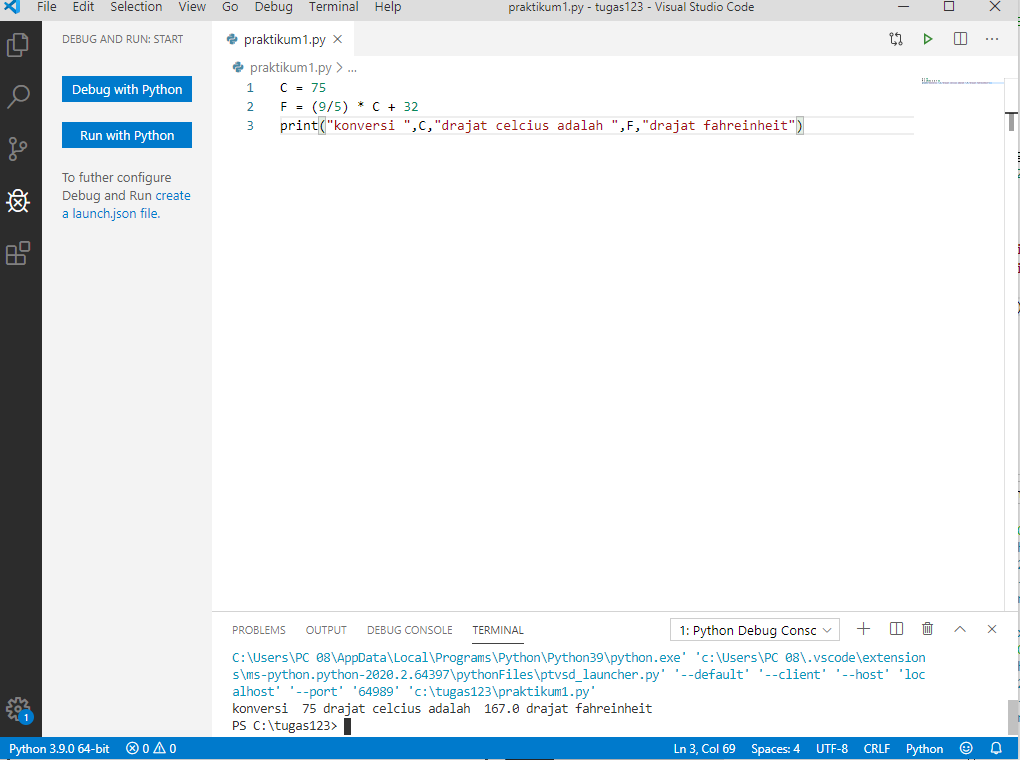 File Edit Selection View Go Debug Terminal Help praktikum1.py - tugas123 - Visual Studio Code
DEBUG AND RUN: START
praktikum1.py
praktikum1.py > ...
Debug with Python
Run with Python
To futher configure
Debug and Run create
a launch.json file.
1 C = 75
2 F = (9/5) * C + 32
3 print("konversi ",C,"drajat celcius adalah ",F,"drajat fahreinheit")
PROBLEMS OUTPUT DEBUG CONSOLE TERMINAL 1: Python Debug Consc
C:\Users\PC 08\AppData\Local\Programs\Python\Python39\python.exe' 'c:\Users\PC 08\.vscode\extension
s\ms-python.python-2020.2.64397\pythonFiles\ptvsd_launcher.py' '--default' '--client' '--host' 'loc
alhost' '--port' '64989' 'c:\tugas123\praktikum1.py'
konversi  75 drajat celcius adalah  167.0 drajat fahreinheit
PS C:\tugas123>
1
Python 3.9.0 64-bit 0 0 Ln 3, Col 69 Spaces: 4 UTF-8 CRLF Python